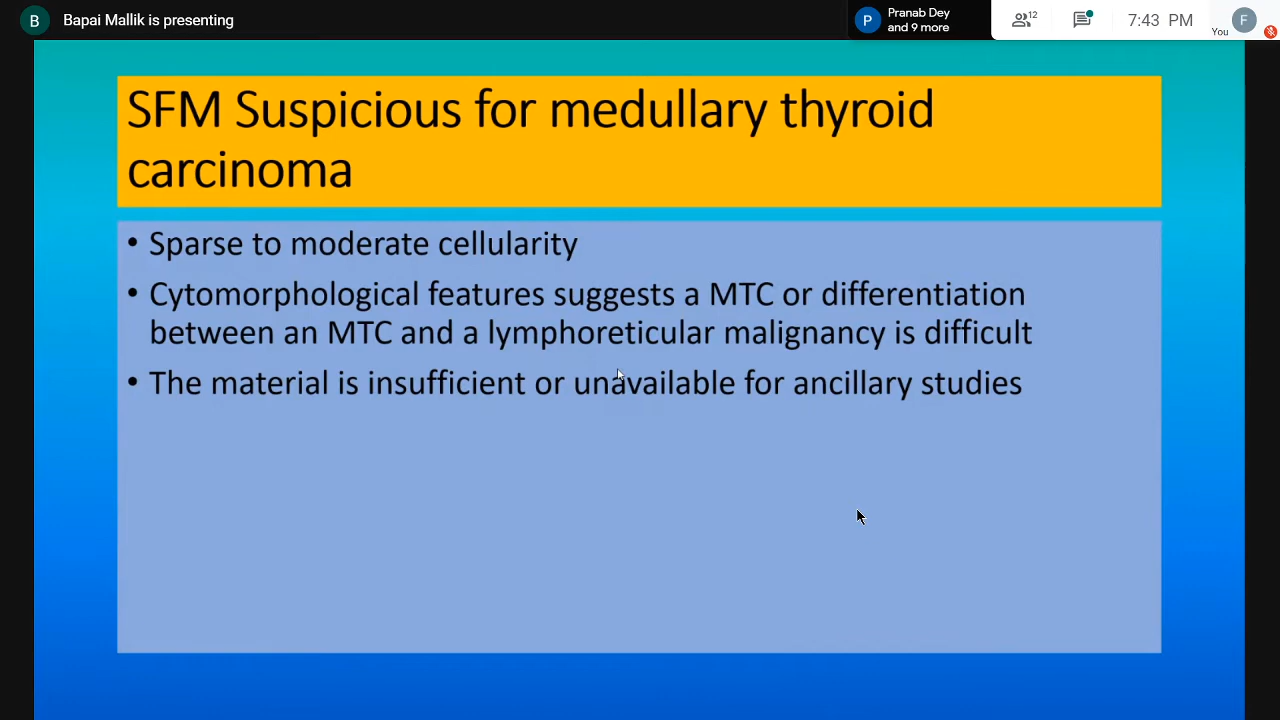 B Bapai Mallik is presenting
P Pranab Dey
and 9 more
12
7:43 PM
You F
SFM Suspicious for medullary thyroid
carcinoma
• Sparse to moderate cellularity
• Cytomorphological features suggests a MTC or differentiation
between an MTC and a lymphoreticular malignancy is difficult
• The material is insufficient or unavailable for ancillary studies